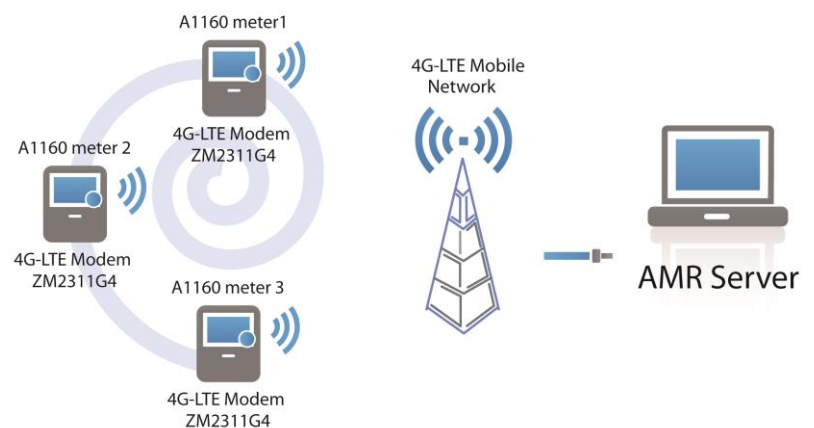 A1160 meter1
4G-LTE Modem
ZM2311G4
A1160 meter 2
4G-LTE Modem
ZM2311G4
A1160 meter 3
4G-LTE Modem
ZM2311G4
4G-LTE Mobile
Network
AMR Server